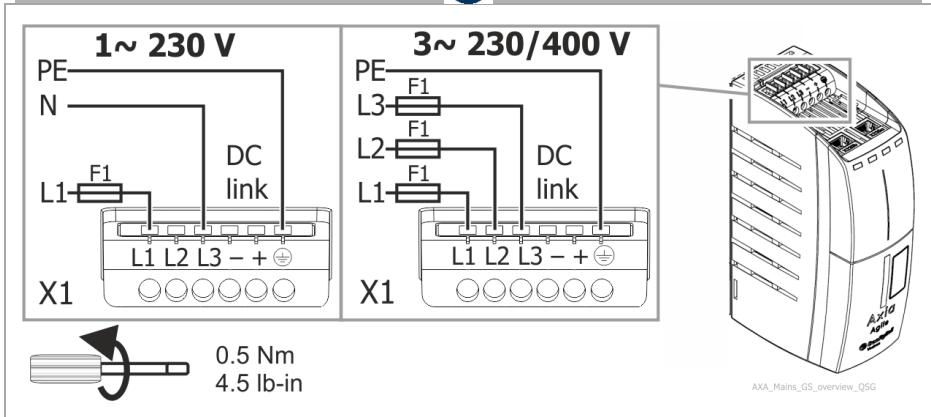 1~ 230 V
PE
N
L1
F1
DC
link
L1 L2 L3 − +
X1
3~ 230/400 V
PE
F1
L3
F1
L2
F1
L1
DC
link
L1 L2 L3 − +
X1
0.5 Nm
4.5 lb-in
Axia
Agile
AXA_Mains_GS_overview_QSG